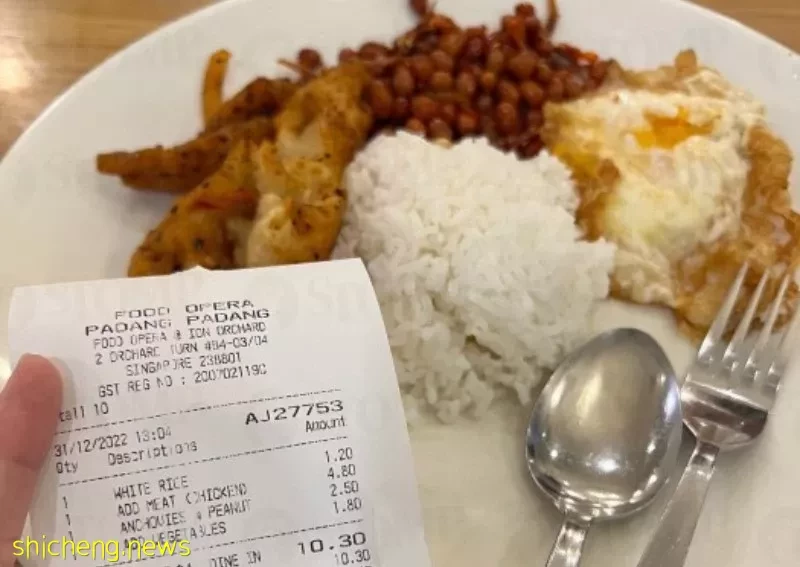 FOOD OPERA
PADANG PADANG
FOOD OPERA @ ION ORCHARD
2 ORCHARD TURN #B4-03/04
SINGAPORE 238801
GST REG NO : 200702119C
tall 10
AJ27753
31/12/2022 13:04
Qty Descriptions Amount
1 WHITE RICE 1.20
1 ADD MEAT (CHICKEN) 4.80
1 ANCHOVIES & PEANUT 2.50
VEGETABLES 1.80
DINE IN 10.30
10.30
shicheng.news